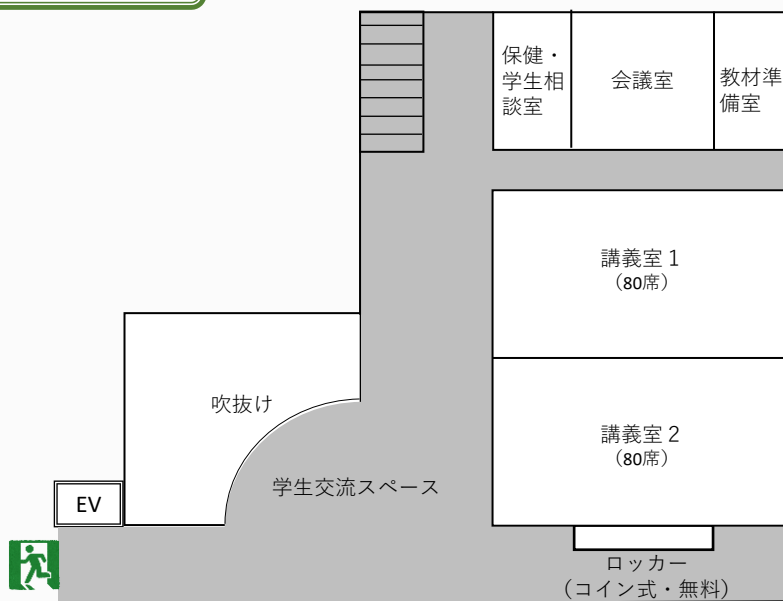 保健・
学生相
談室
会議室
教材準
備室
講義室1
（80席）
吹抜け
講義室2
（80席）
学生交流スペース
EV
ロッカー
（コイン式・無料）